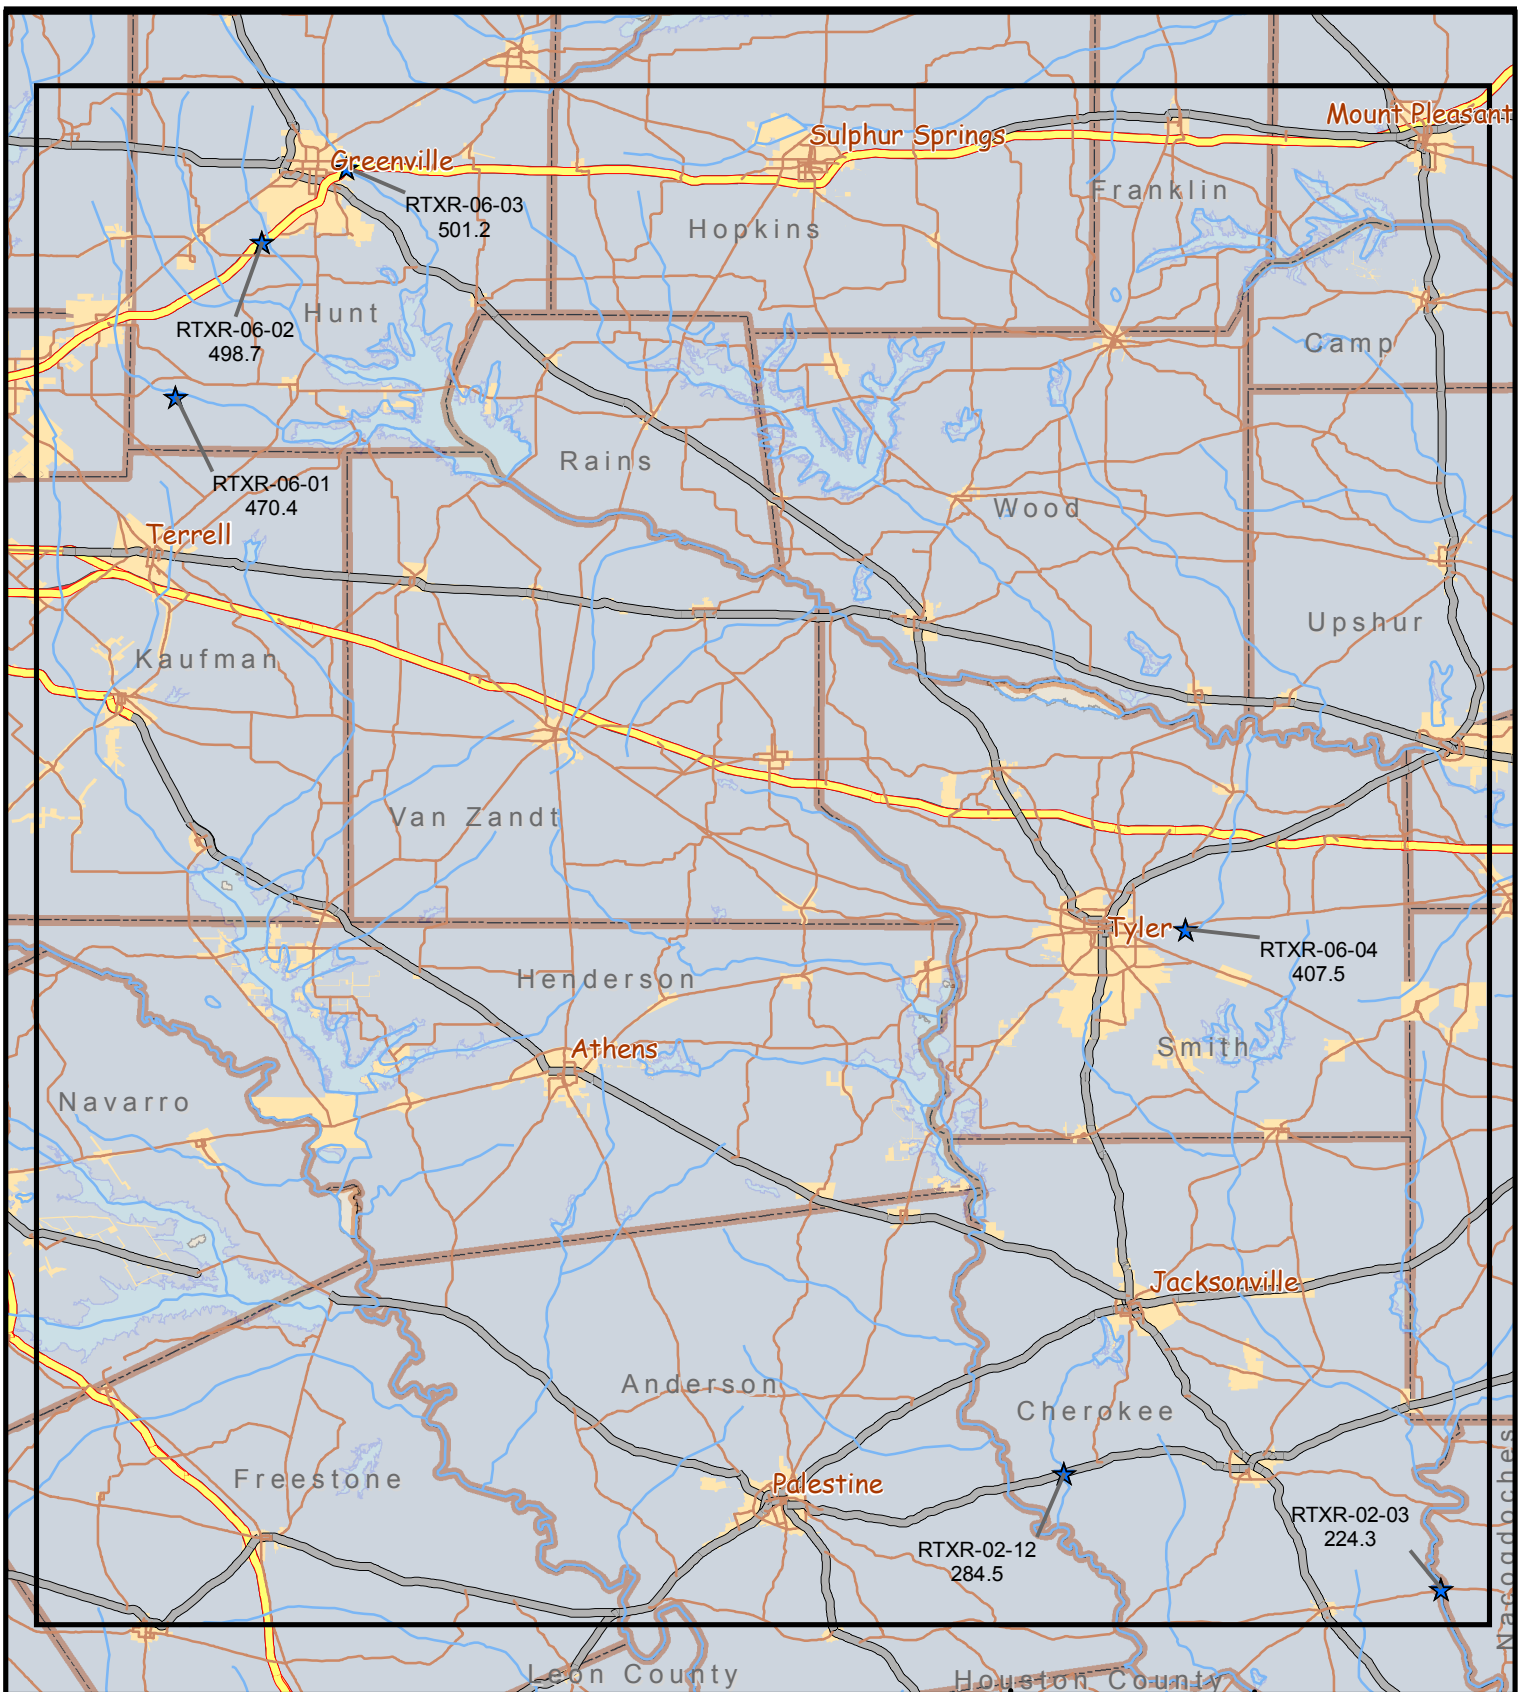 Mount Pleasant
Sulphur Springs
Greenville
Franklin
RTXR-06-03
501.2
Hopkins
Hunt
RTXR-06-02
498.7
Camp
Rains
RTXR-06-01
470.4
Wood
Terrell
Upshur
Kaufman
Van Zandt
Tyler
RTXR-06-04
407.5
Henderson
Smith
Athens
Navarro
Jacksonville
Anderson
Cherokee
Freestone
Palestine
RTXR-02-03
224.3
RTXR-02-12
284.5
Nacogdoches
Leon County
Houston County